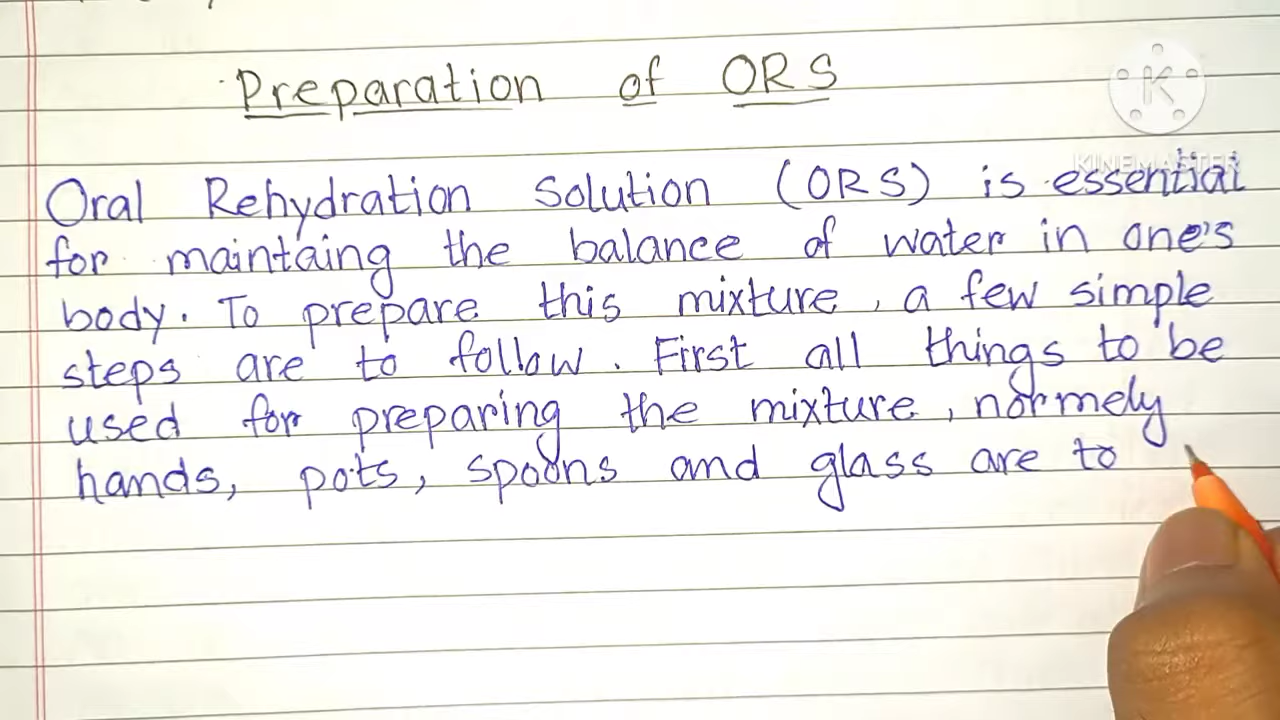 Preparation of ORS
K
KINEMASTER
Oral Rehydration Solution (ORS) is essential
for maintaing the balance of water in one's
body. To prepare this mixture, a few simple
steps are to follow. First all things to be
used for preparing the mixture, normely
hands, pots, spoons and glass are to